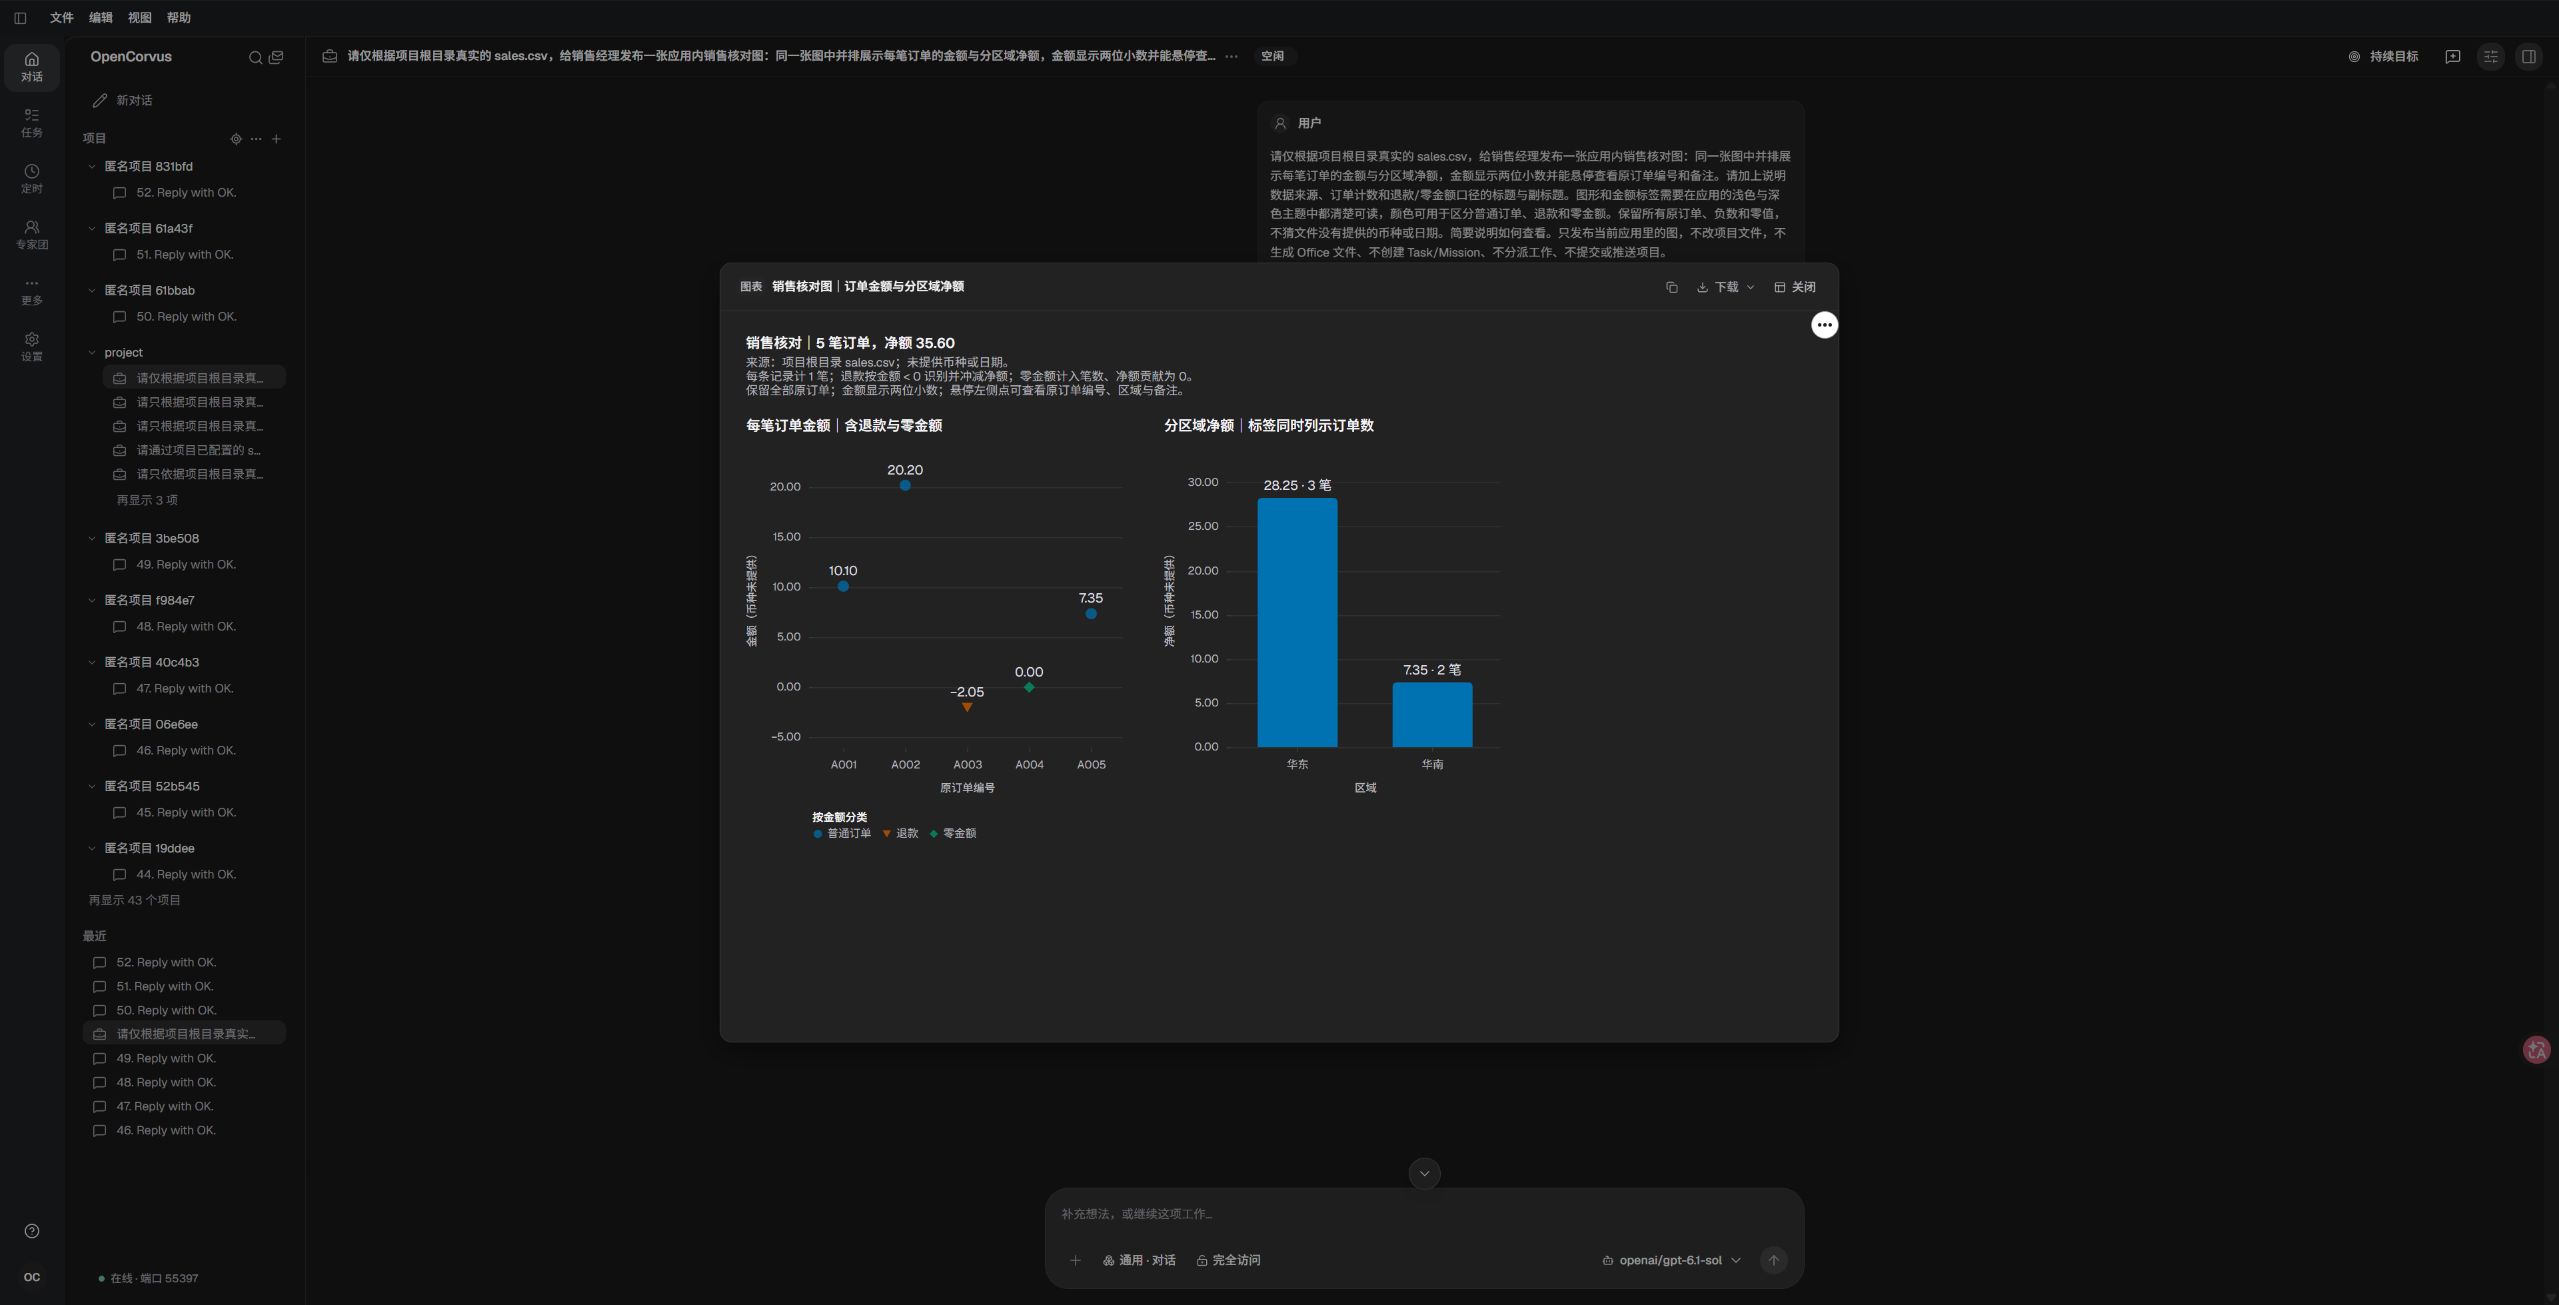 文件 编辑 视图 帮助
对话
任务
定时
专家团
更多
设置
OC
OpenCorvus
新对话
项目
匿名项目 831bfd
52. Reply with OK.
匿名项目 61a43f
51. Reply with OK.
匿名项目 61bbab
50. Reply with OK.
project
请仅根据项目根目录真...
请只根据项目根目录真...
请只根据项目根目录真...
请通过项目已配置的 s...
请只依据项目根目录真...
再显示 3 项
匿名项目 3be508
49. Reply with OK.
匿名项目 f984e7
48. Reply with OK.
匿名项目 40c4b3
47. Reply with OK.
匿名项目 06e6ee
46. Reply with OK.
匿名项目 52b545
45. Reply with OK.
匿名项目 19ddee
44. Reply with OK.
再显示 43 个项目
最近
52. Reply with OK.
51. Reply with OK.
50. Reply with OK.
请仅根据项目根目录真实...
49. Reply with OK.
48. Reply with OK.
47. Reply with OK.
46. Reply with OK.
在线 · 端口 55397
请仅根据项目根目录真实的 sales.csv，给销售经理发布一张应用内销售核对图：同一张图中并排展示每笔订单的金额与分区域净额，金额显示两位小数并能悬停查... 空闲
持续目标
用户
请仅根据项目根目录真实的 sales.csv，给销售经理发布一张应用内销售核对图：同一张图中并排展
示每笔订单的金额与分区域净额，金额显示两位小数并能悬停查看原订单编号和备注。请加上说明
数据来源、订单计数和退款/零金额口径的标题与副标题。图形和金额标签需要在应用的浅色与深
色主题中都清楚可读，颜色可用于区分普通订单、退款和零金额。保留所有原订单、负数和零值，
不猜文件没有提供的币种或日期。简要说明如何查看。只发布当前应用里的图，不改项目文件，不
生成 Office 文件、不创建 Task/Mission、不分派工作、不提交或推送项目。
图表 销售核对图｜订单金额与分区域净额
下载 关闭
销售核对｜5 笔订单，净额 35.60
来源：项目根目录 sales.csv；未提供币种或日期。
每条记录计 1 笔；退款按金额 < 0 识别并冲减净额；零金额计入笔数、净额贡献为 0。
保留全部原订单；金额显示两位小数；悬停左侧点可查看原订单编号、区域与备注。
每笔订单金额｜含退款与零金额
金额（币种未提供）
20.00
15.00
10.00
5.00
0.00
−5.00
10.10
20.20
−2.05
0.00
7.35
A001 A002 A003 A004 A005
原订单编号
按金额分类
普通订单 退款 零金额
分区域净额｜标签同时列示订单数
净额（币种未提供）
30.00
25.00
20.00
15.00
10.00
5.00
0.00
28.25 · 3 笔
7.35 · 2 笔
华东 华南
区域
补充想法，或继续这项工作...
通用 · 对话 完全访问 openai/gpt-6.1-sol